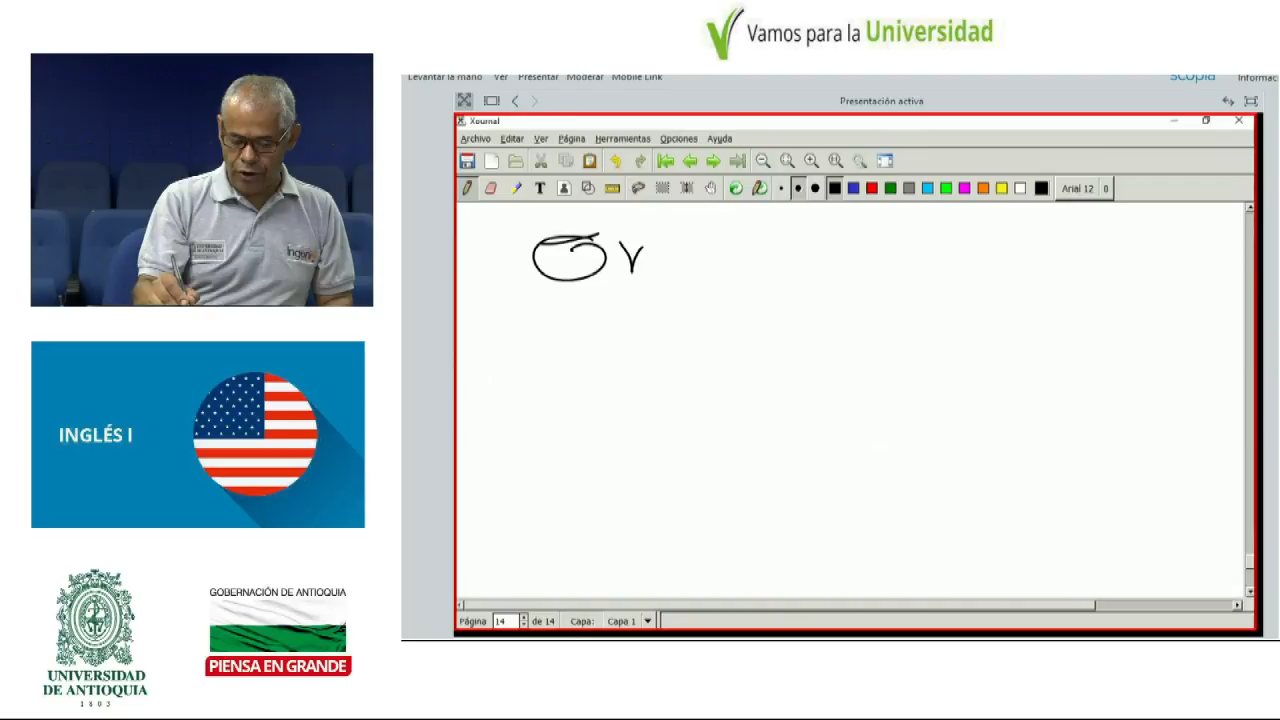 Vamos para la Universidad
Levantar la mano Ver Presentar Moderar Mobile Link scopia Informac
Presentación activa
Xournal
Archivo Editar Ver Página Herramientas Opciones Ayuda
T Arial 12 0
INGLÉS I
GOBERNACIÓN DE ANTIOQUIA
PIENSA EN GRANDE
UNIVERSIDAD
DE ANTIOQUIA
1803
Página 14 de 14 Capa: Capa 1